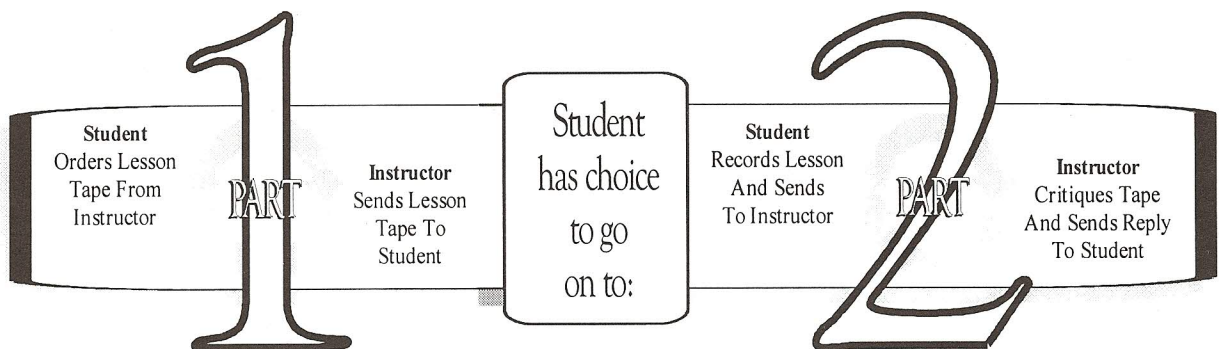 1
PART
Student
Orders Lesson
Tape From
Instructor
Instructor
Sends Lesson
Tape To
Student
Student
has choice
to go
on to:
2
PART
Student
Records Lesson
And Sends
To Instructor
Instructor
Critiques Tape
And Sends Reply
To Student